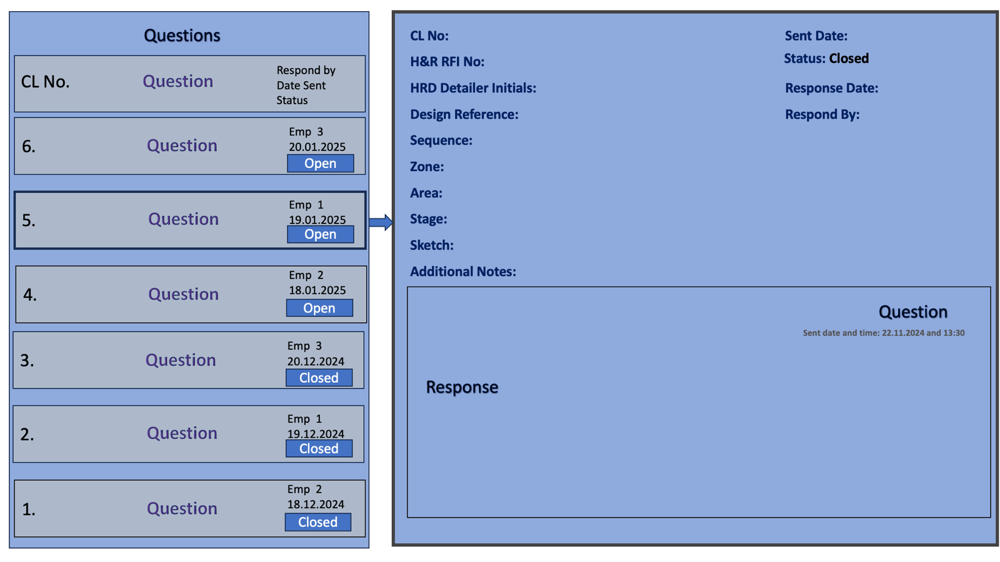 Questions
CL No.
Question
Respond by
Date Sent
Status
6.
Question
Emp 3
20.01.2025
Open
5.
Question
Emp 1
19.01.2025
Open
4.
Question
Emp 2
18.01.2025
Open
3.
Question
Emp 3
20.12.2024
Closed
2.
Question
Emp 1
19.12.2024
Closed
1.
Question
Emp 2
18.12.2024
Closed
CL No:
H&R RFI No:
HRD Detailer Initials:
Design Reference:
Sequence:
Zone:
Area:
Stage:
Sketch:
Additional Notes:
Sent Date:
Status: Closed
Response Date:
Respond By:
Question
Sent date and time: 22.11.2024 and 13:30
Response